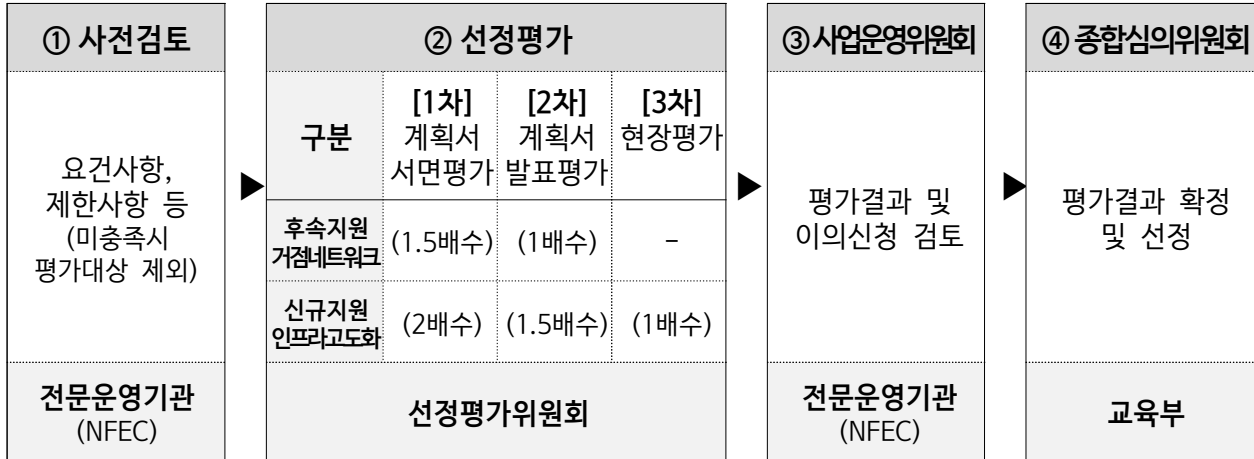 ① 사전검토
요건사항,
제한사항 등
(미충족시
평가대상 제외)
전문운영기관
(NFEC)
▶
② 선정평가
구분
[1차]
계획서
서면평가
[2차]
계획서
발표평가
[3차]
현장평가
후속지원
거점네트워크
(1.5배수)
(1배수)
-
신규지원
인프라고도화
(2배수)
(1.5배수)
(1배수)
선정평가위원회
▶
③ 사업운영위원회
평가결과 및
이의신청 검토
전문운영기관
(NFEC)
▶
④ 종합심의위원회
평가결과 확정
및 선정
교육부